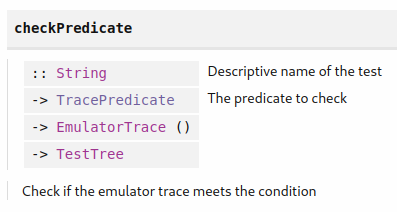 checkPredicate
:: String Descriptive name of the test
-> TracePredicate The predicate to check
-> EmulatorTrace ()
-> TestTree
Check if the emulator trace meets the condition